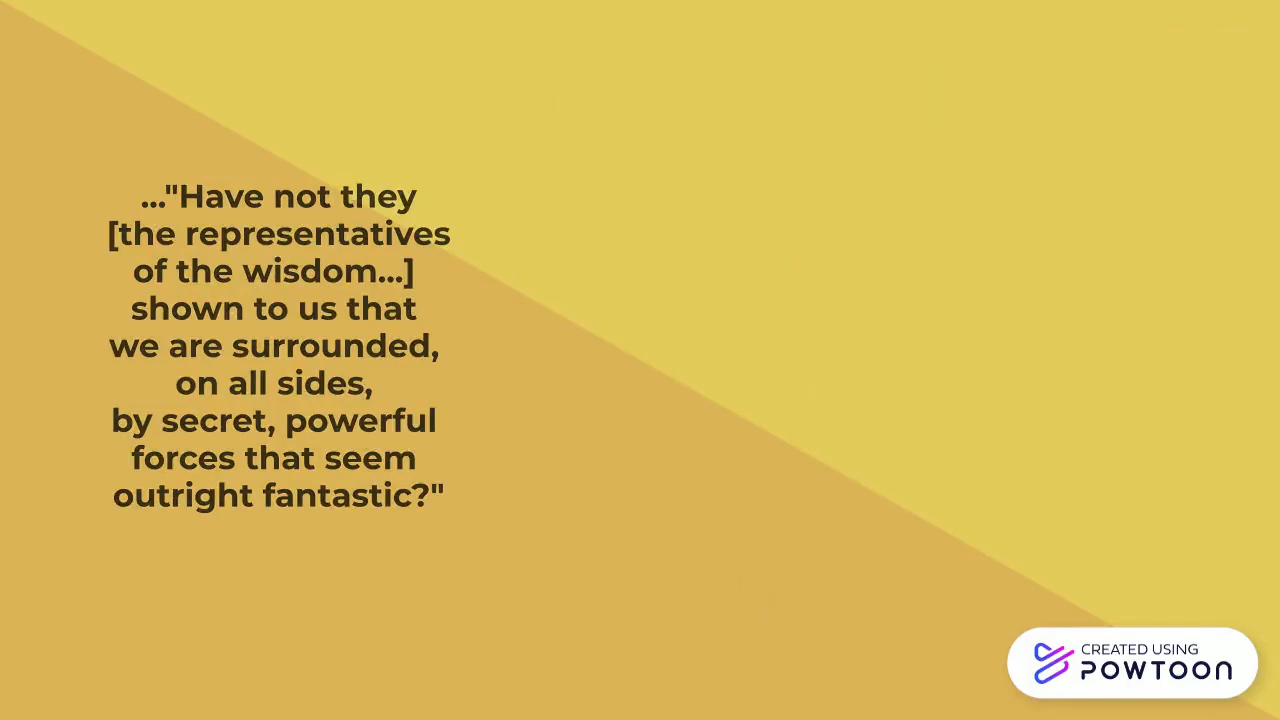 ..."Have not they
[the representatives
of the wisdom...]
shown to us that
we are surrounded,
on all sides,
by secret, powerful
forces that seem
outright fantastic?"
CREATED USING
POWTOON